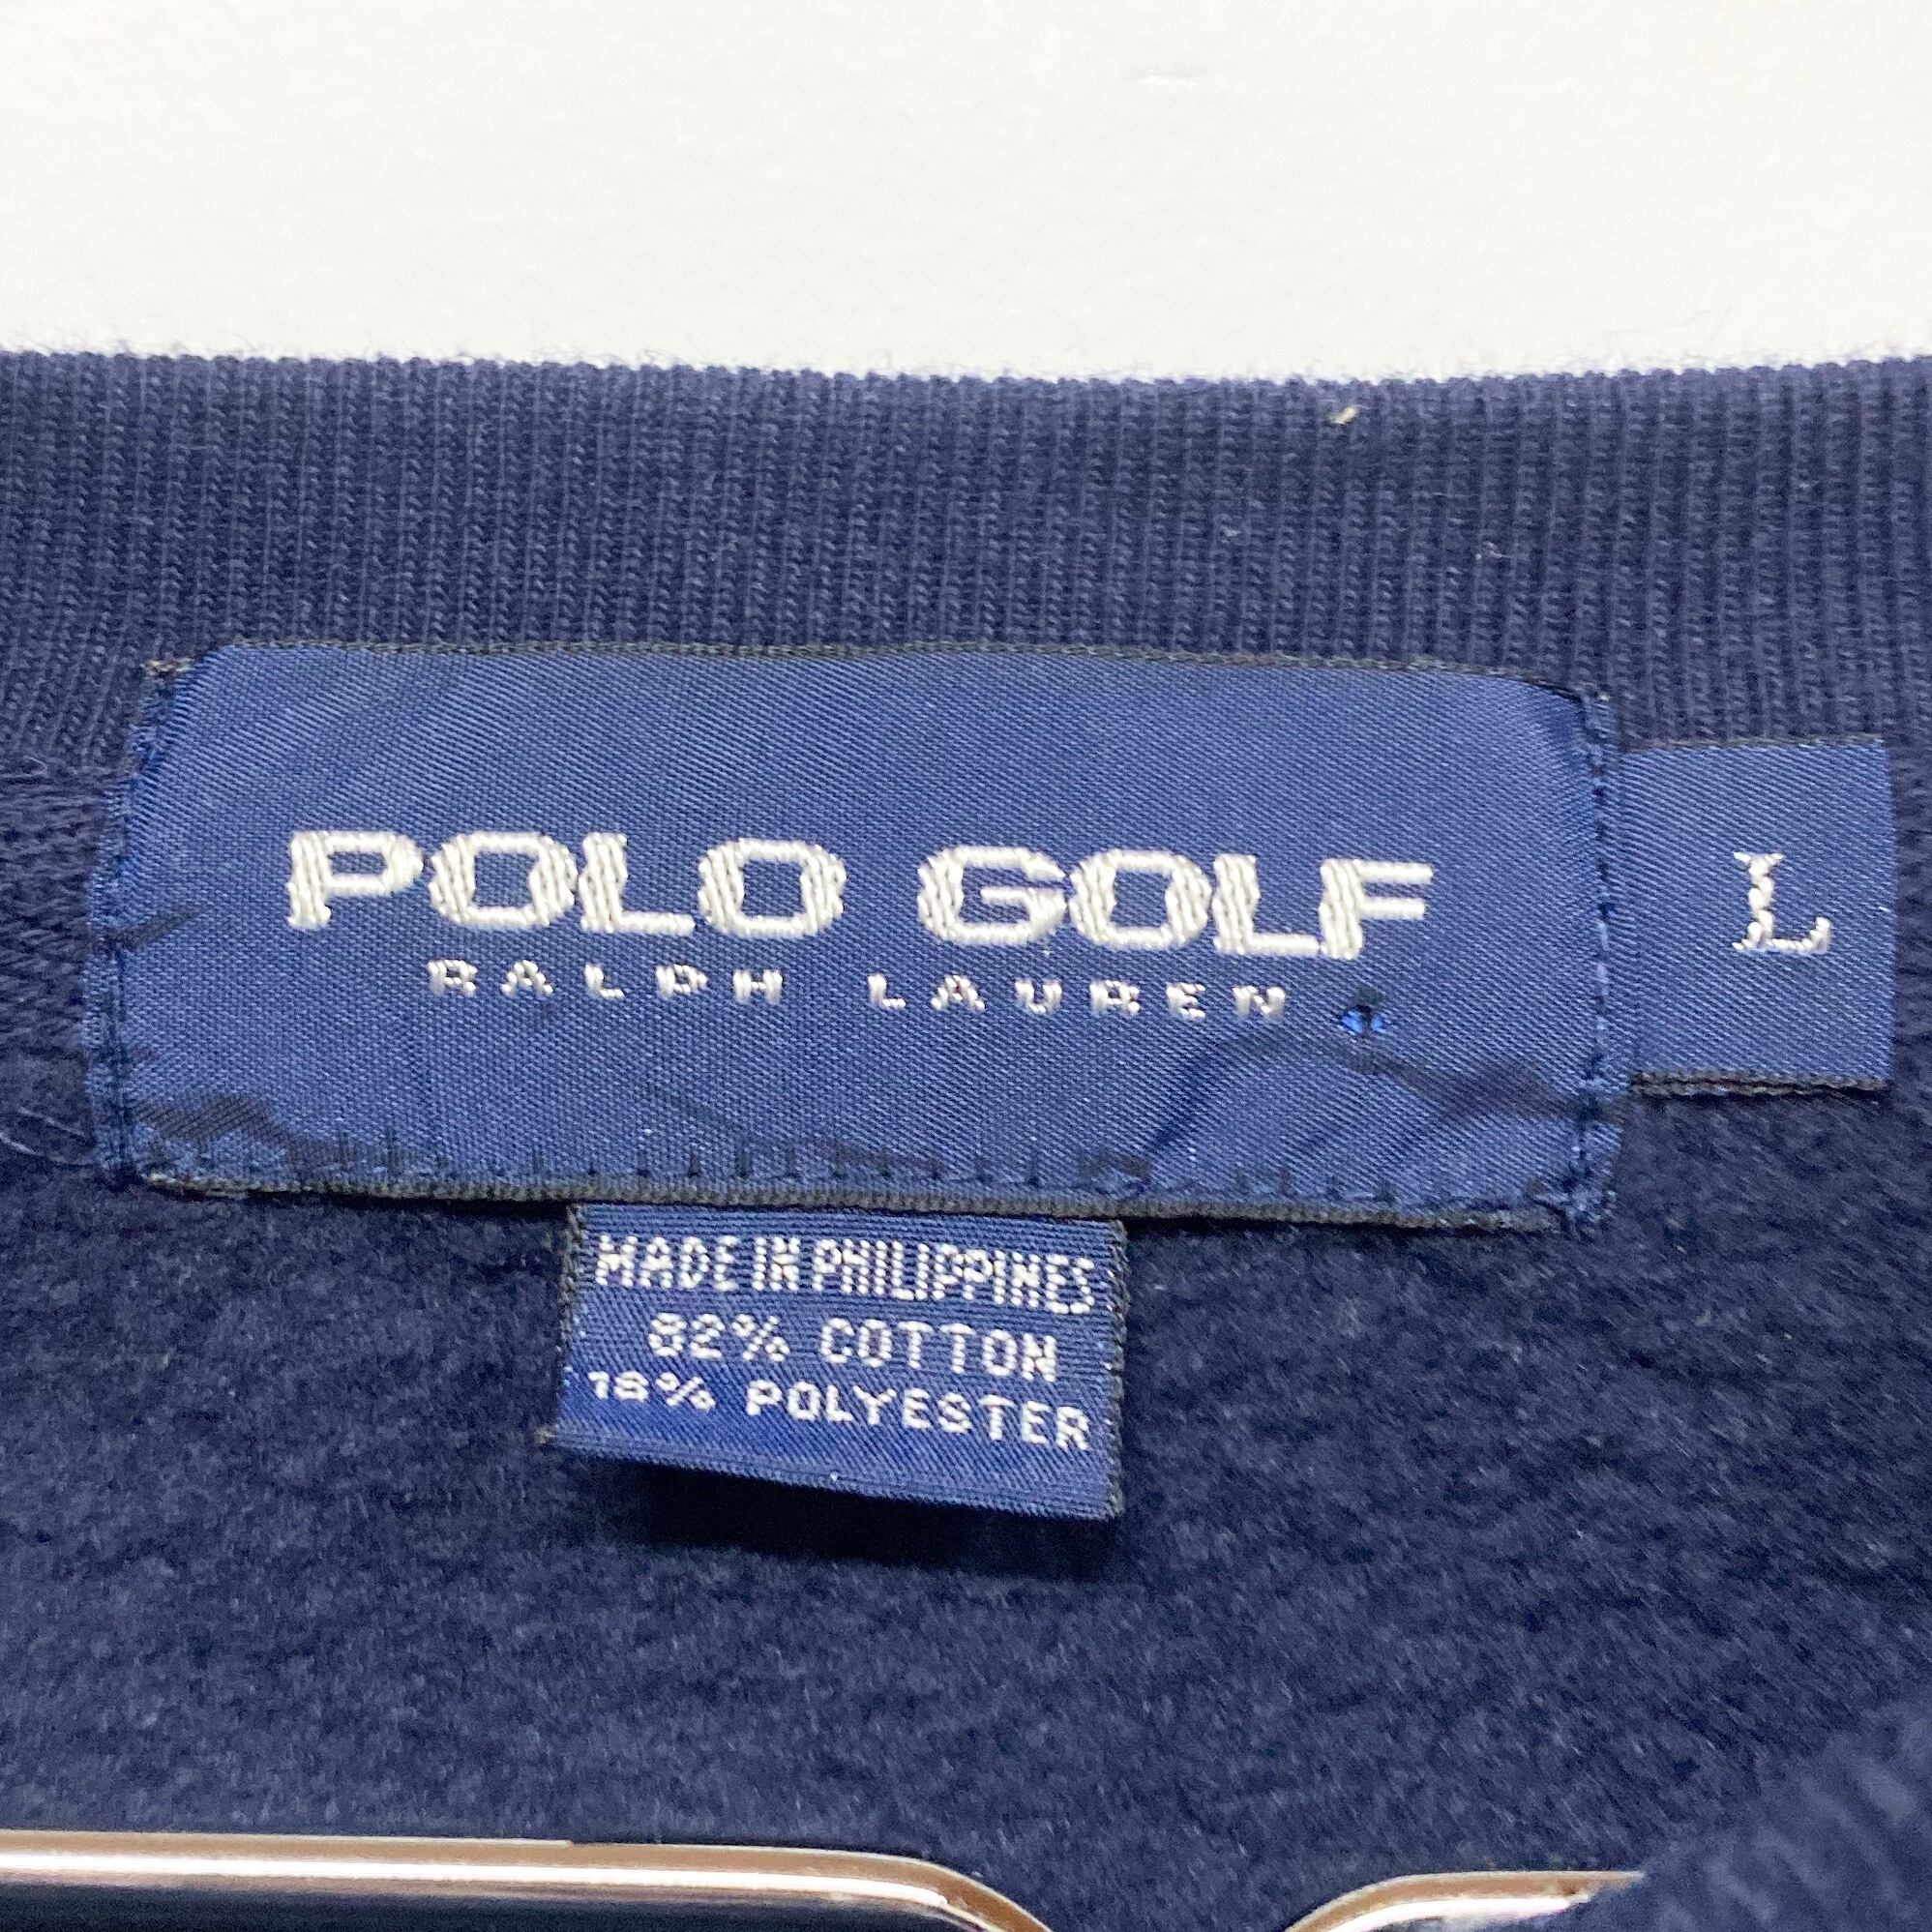 POLO GOLF
RALPH LAUREN
L
MADE IN PHILIPPINES
82% COTTON
18% POLYESTER